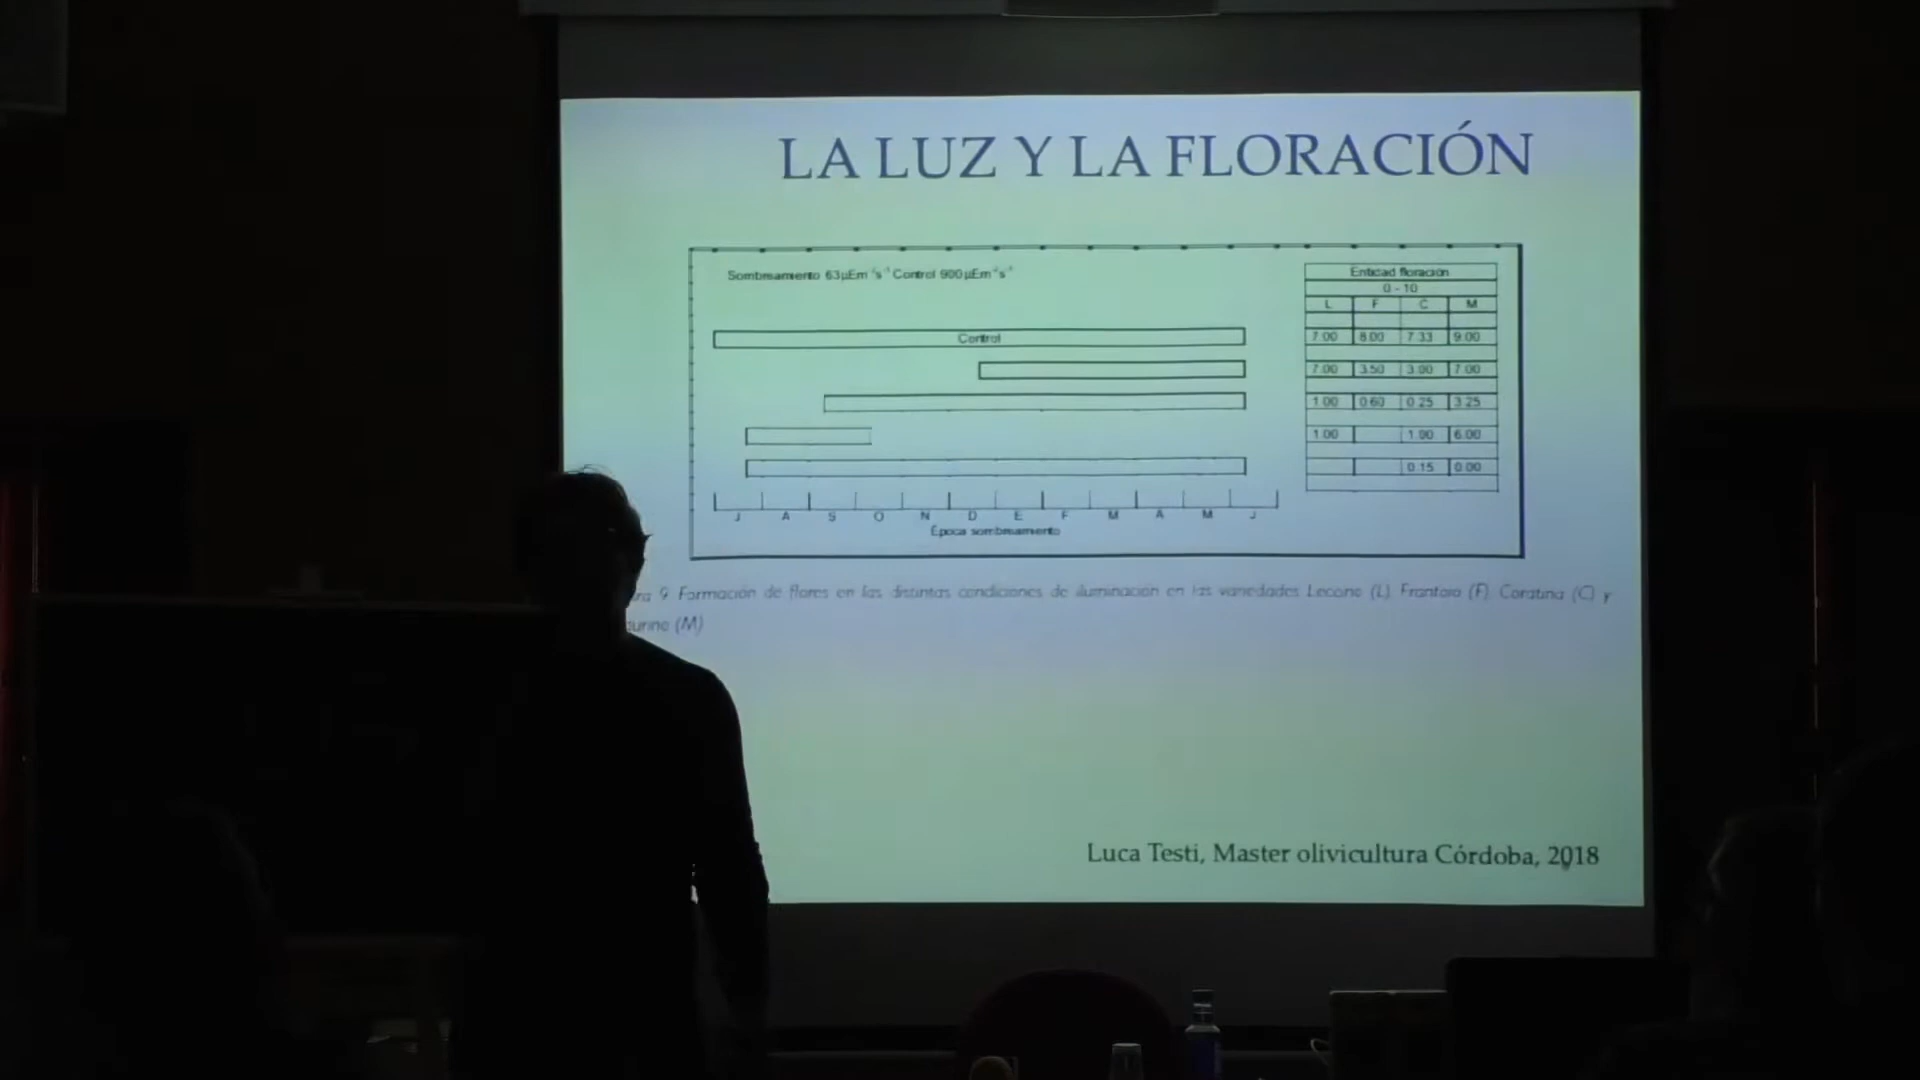 LA LUZ Y LA FLORACIÓN
Sombreamiento 63µEm⁻²s⁻¹ Control 900µEm⁻²s⁻¹
Entidad floración
0 - 10
L F C M
Control 7.00 8.00 7.33 9.00
7.00 3.50 3.00 7.00
1.00 0.60 0.25 3.25
1.00 1.00 6.00
0.15 0.00
J A S O N D E F M A M J
Época sombreamiento
9 Formación de flores en las distintas condiciones de iluminación en las variedades Leccino (L) Frantoio (F) Coratina (C) y
(M)
Luca Testi, Master olivicultura Córdoba, 2018